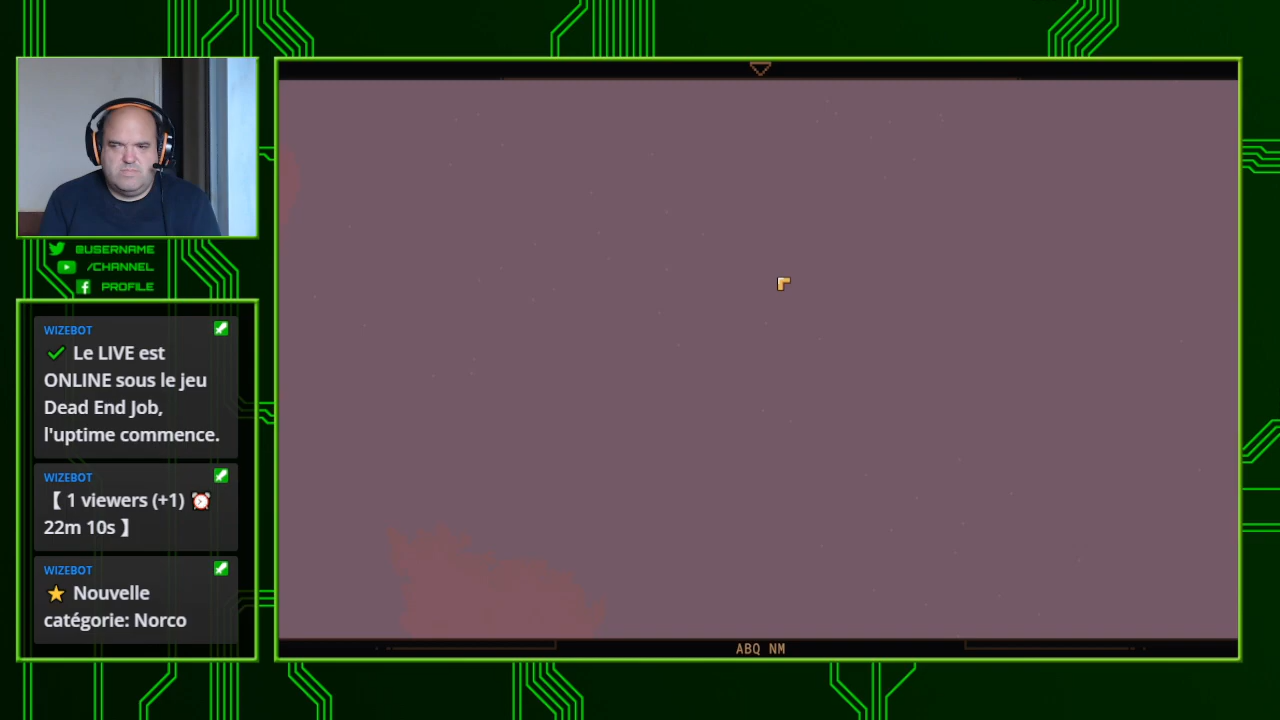 @USERNAME
/CHANNEL
PROFILE
WIZEBOT
Le LIVE est
ONLINE sous le jeu
Dead End Job,
l'uptime commence.
WIZEBOT
【 1 viewers (+1)
22m 10s 】
WIZEBOT
Nouvelle
catégorie: Norco
ABQ NM